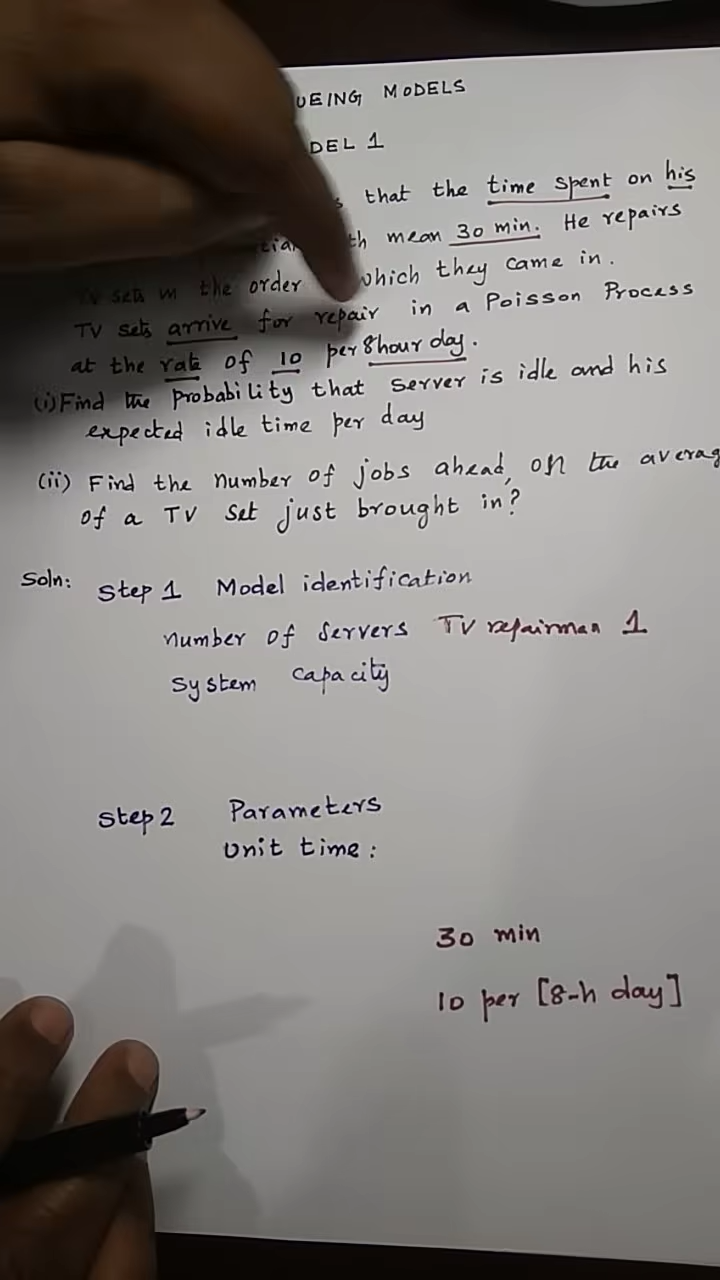 UEING MODELS
DEL 1
that the time spent on his
mean 30 min. He repairs
TV sets in the order which they came in.
TV sets arrive for repair in a Poisson Process
at the rate of 10 per 8hour day.
(i) Find the probability that server is idle and his
expected idle time per day
(ii) Find the number of jobs ahead, on the averag
of a TV set just brought in?
Soln: Step 1 Model identification
number of servers TV repairman 1
System capacity
Step 2 Parameters
Unit time:
30 min
10 per [8-h day]